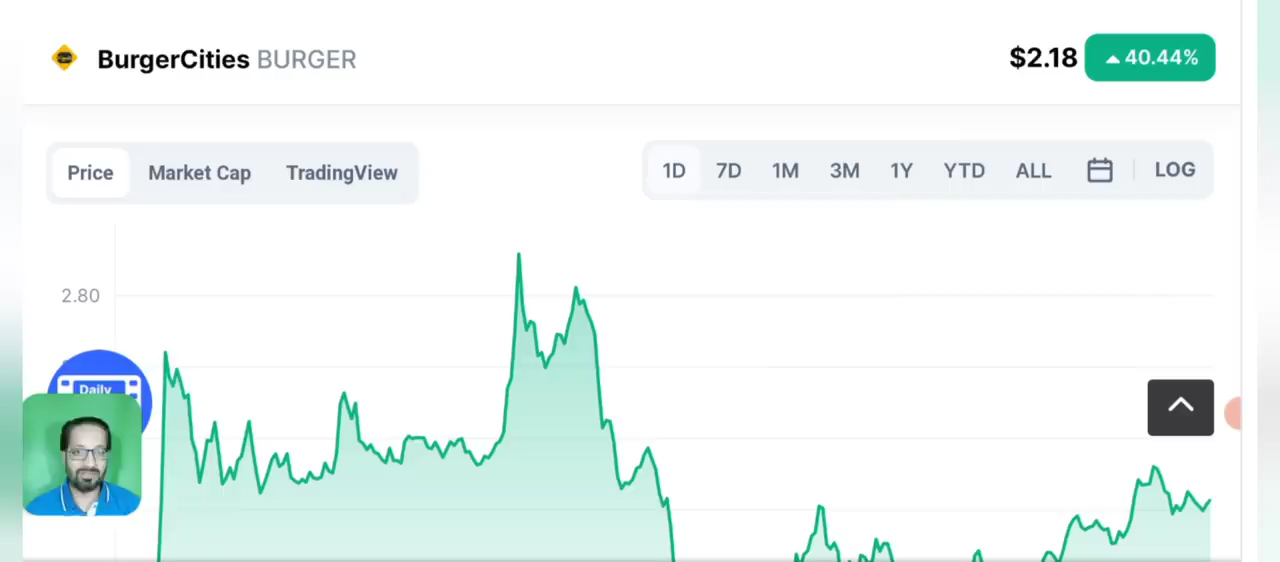 BurgerCities BURGER
$2.18 40.44%
Price Market Cap TradingView
1D 7D 1M 3M 1Y YTD ALL LOG
2.80
Daily